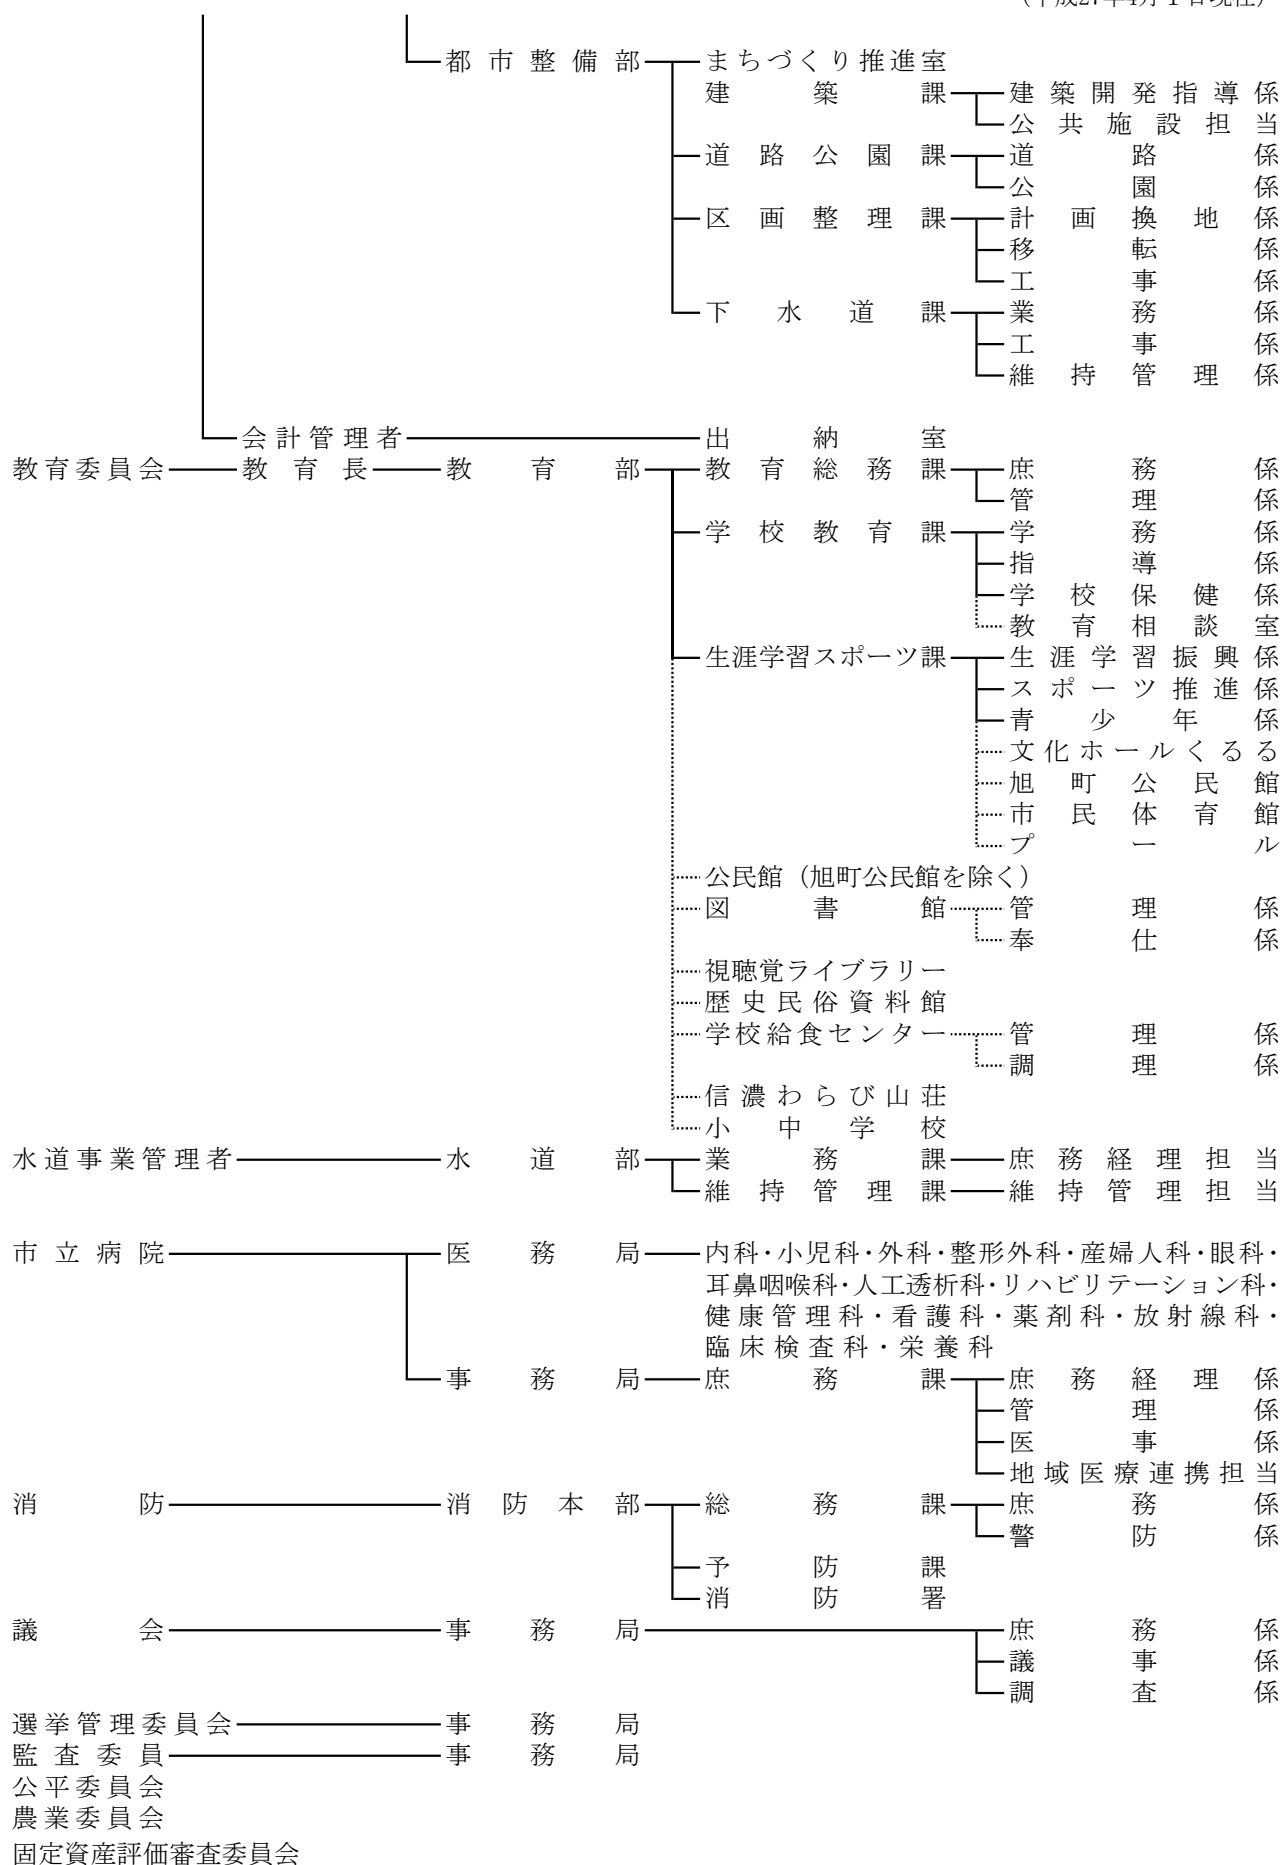 （平成27年4月1日現在）
都市整備部 まちづくり推進室
建築課 建築開発指導係
公共施設担当
道路公園課 道路係
公園係
区画整理課 計画換地係
移転係
工事係
下水道課 業務係
工事係
維持管理係
会計管理者 出納室
教育委員会 教育長 教育部 教育総務課 庶務係
管理係
学校教育課 学務係
指導係
学校保健係
教育相談室
生涯学習スポーツ課 生涯学習振興係
スポーツ推進係
青少年係
文化ホールくるる
旭町公民館
市民体育館
プール
公民館（旭町公民館を除く）
図書館 管理係
奉仕係
視聴覚ライブラリー
歴史民俗資料館
学校給食センター 管理係
調理係
信濃わらび山荘
小中学校
水道事業管理者 水道部 業務課 庶務経理担当
維持管理課 維持管理担当
市立病院 医務局 内科・小児科・外科・整形外科・産婦人科・眼科・
耳鼻咽喉科・人工透析科・リハビリテーション科・
健康管理科・看護科・薬剤科・放射線科・
臨床検査科・栄養科
事務局 庶務課 庶務経理係
管理係
医事係
地域医療連携担当
消防 消防本部 総務課 庶務係
警防係
予防課
消防署
議会 事務局 庶務係
議事係
調査係
選挙管理委員会 事務局
監査委員 事務局
公平委員会
農業委員会
固定資産評価審査委員会